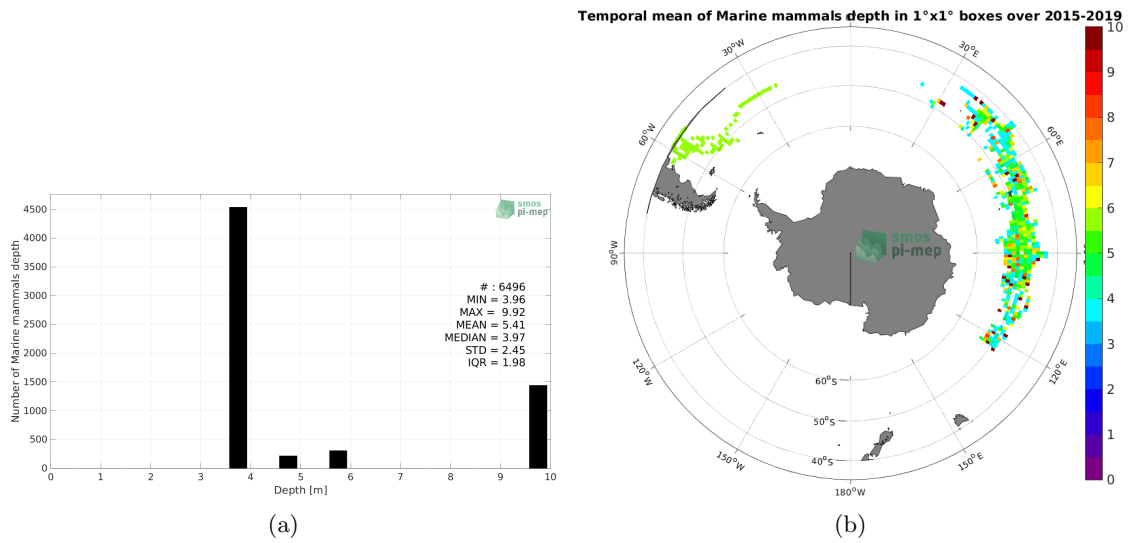 Temporal mean of Marine mammals depth in 1°x1° boxes over 2015-2019
Number of Marine mammals depth
4500
4000
3500
3000
2500
2000
1500
1000
500
0
smos
pi-mep
# : 6496
MIN = 3.96
MAX = 9.92
MEAN = 5.41
MEDIAN = 3.97
STD = 2.45
IQR = 1.98
0 1 2 3 4 5 6 7 8 9 10
Depth [m]
(a)
30°W
30°E
60°W
60°E
90°W
smos
pi-mep
120°W
120°E
60°S
50°S
40°S
150°W
150°E
180°W
10
9
8
7
6
5
4
3
2
1
0
(b)